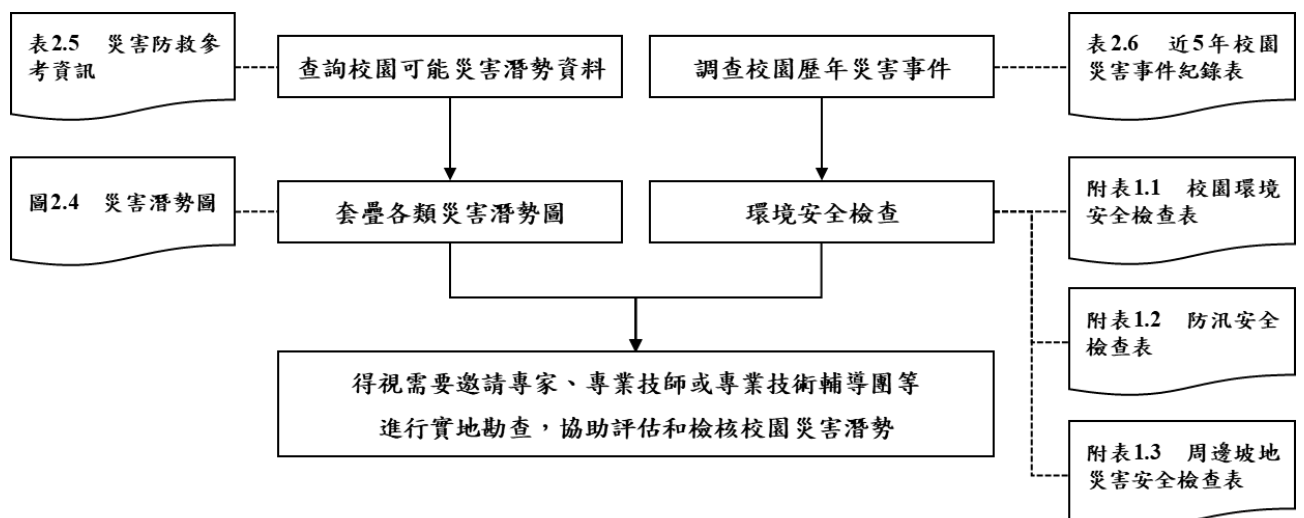 表2.5 災害防救參
考資訊
查詢校園可能災害潛勢資料
調查校園歷年災害事件
表2.6 近5年校園
災害事件紀錄表
圖2.4 災害潛勢圖
套疊各類災害潛勢圖
環境安全檢查
附表1.1 校園環境
安全檢查表
附表1.2 防汛安全
檢查表
得視需要邀請專家、專業技師或專業技術輔導團等
進行實地勘查，協助評估和檢核校園災害潛勢
附表1.3 周邊坡地
災害安全檢查表